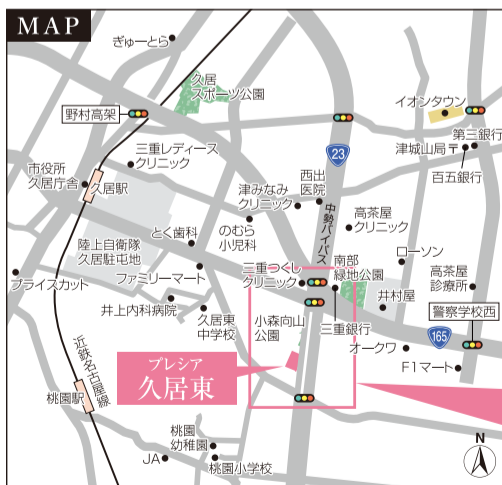 MAP
ぎゅーとら
久居
スポーツ公園
イオンタウン
野村高架
第三銀行
津城山局〒
百五銀行
23
三重レディース
クリニック
市役所
久居庁舎
久居駅
西出
医院
津みなみ
クリニック
中勢バイパス
高茶屋
クリニック
とく歯科
のむら
小児科
陸上自衛隊
久居駐屯地
ローソン
プライスカット
ファミリーマート
三重つくし
クリニック
南部
緑地公園
高茶屋
診療所
井村屋
井上内科病院
久居東
中学校
小森向山
公園
三重銀行
警察学校西
165
オークワ
F1マート
プレシア
久居東
近鉄名古屋線
桃園駅
桃園
幼稚園
JA
桃園小学校
N